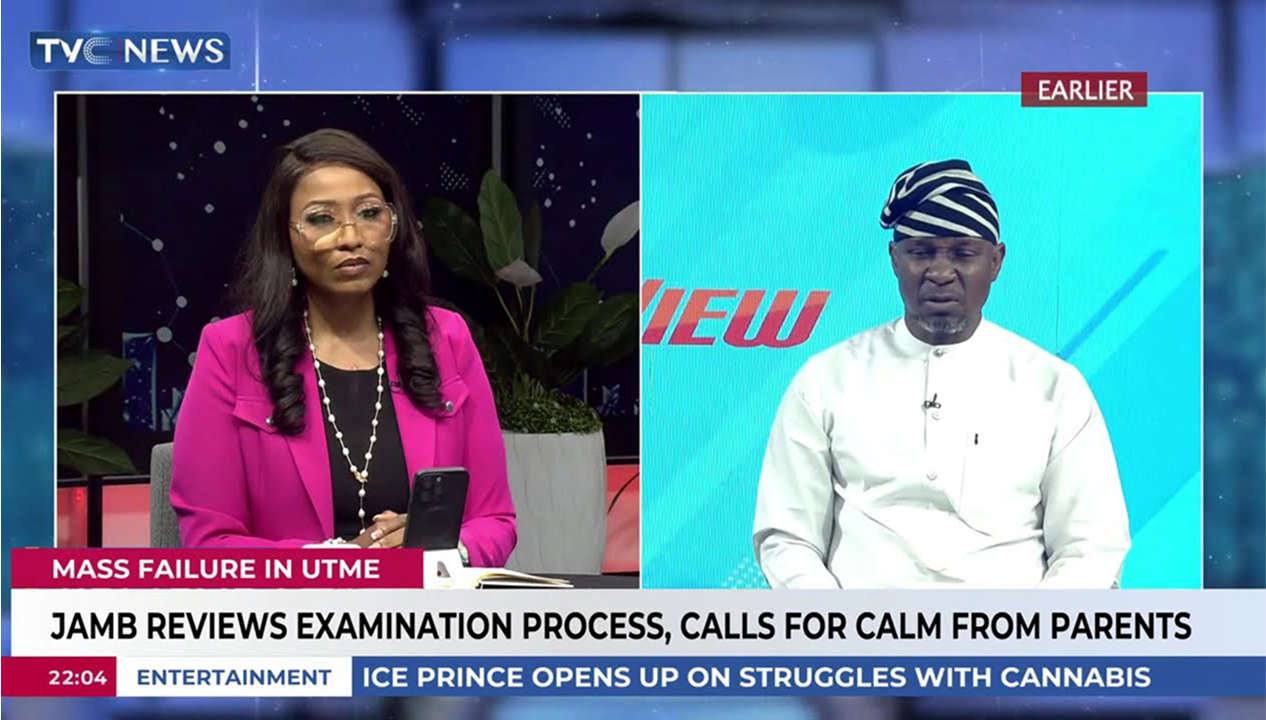 TVC NEWS
EARLIER
VIEW
MASS FAILURE IN UTME
JAMB REVIEWS EXAMINATION PROCESS, CALLS FOR CALM FROM PARENTS
22:04
ENTERTAINMENT
ICE PRINCE OPENS UP ON STRUGGLES WITH CANNABIS